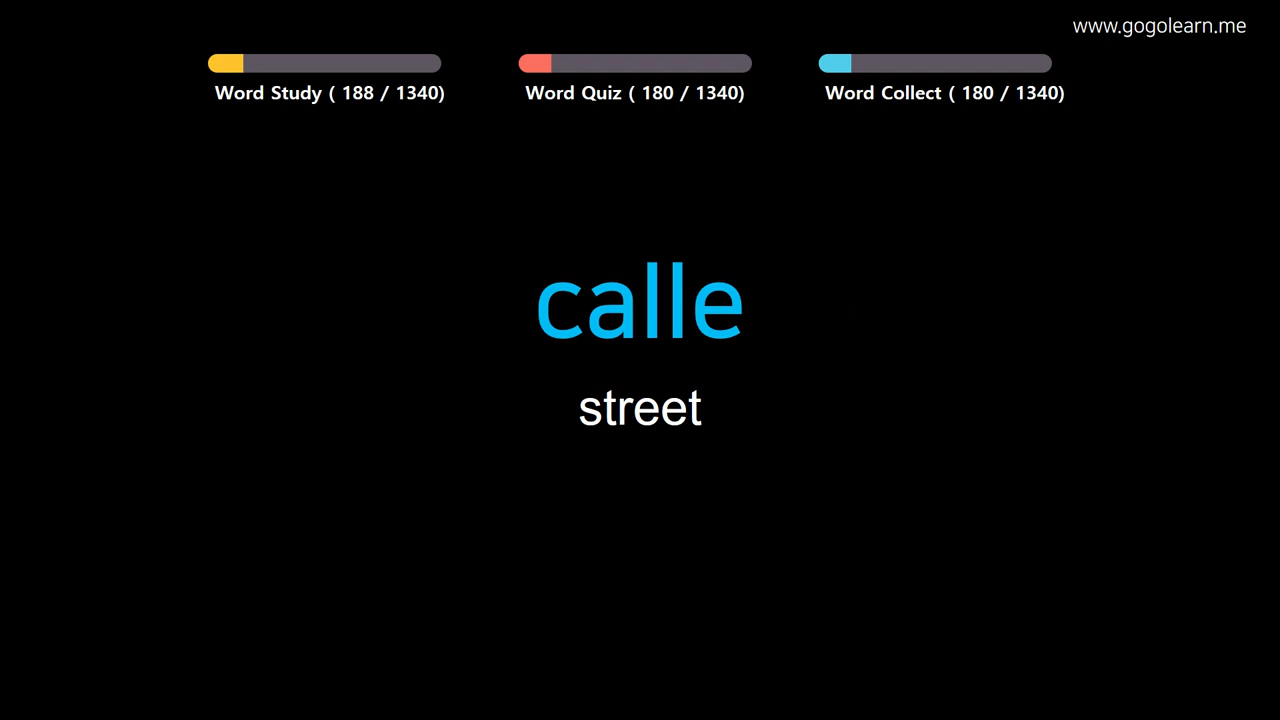 www.gogolearn.me
Word Study ( 188 / 1340)
Word Quiz ( 180 / 1340)
Word Collect ( 180 / 1340)
calle
street